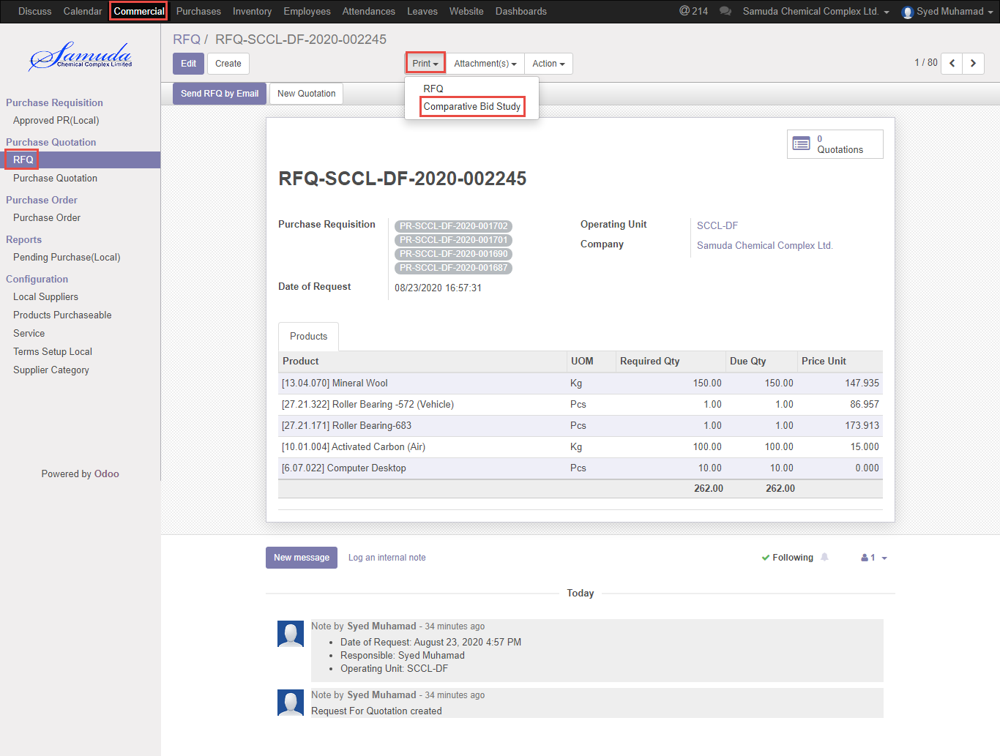 Discuss Calendar Commercial Purchases Inventory Employees Attendances Leaves Website Dashboards @ 214 Samuda Chemical Complex Ltd. Syed Muhamad
Samuda
Chemical Complex Limited
RFQ / RFQ-SCCL-DF-2020-002245
Edit Create Print Attachment(s) Action 1 / 80
Send RFQ by Email New Quotation
RFQ
Comparative Bid Study
Purchase Requisition
Approved PR(Local)
Purchase Quotation
RFQ
Purchase Quotation
Purchase Order
Purchase Order
Reports
Pending Purchase(Local)
Configuration
Local Suppliers
Products Purchaseable
Service
Terms Setup Local
Supplier Category
Powered by Odoo
0
Quotations
RFQ-SCCL-DF-2020-002245
Purchase Requisition
PR-SCCL-DF-2020-001702
PR-SCCL-DF-2020-001701
PR-SCCL-DF-2020-001690
PR-SCCL-DF-2020-001687
Date of Request 08/23/2020 16:57:31
Operating Unit SCCL-DF
Company Samuda Chemical Complex Ltd.
Products
Product UOM Required Qty Due Qty Price Unit
[13.04.070] Mineral Wool Kg 150.00 150.00 147.935
[27.21.322] Roller Bearing -572 (Vehicle) Pcs 1.00 1.00 86.957
[27.21.171] Roller Bearing-683 Pcs 1.00 1.00 173.913
[10.01.004] Activated Carbon (Air) Kg 100.00 100.00 15.000
[6.07.022] Computer Desktop Pcs 10.00 10.00 0.000
262.00 262.00
New message Log an internal note Following 1
Today
Note by Syed Muhamad - 34 minutes ago
• Date of Request: August 23, 2020 4:57 PM
• Responsible: Syed Muhamad
• Operating Unit: SCCL-DF
Note by Syed Muhamad - 34 minutes ago
Request For Quotation created